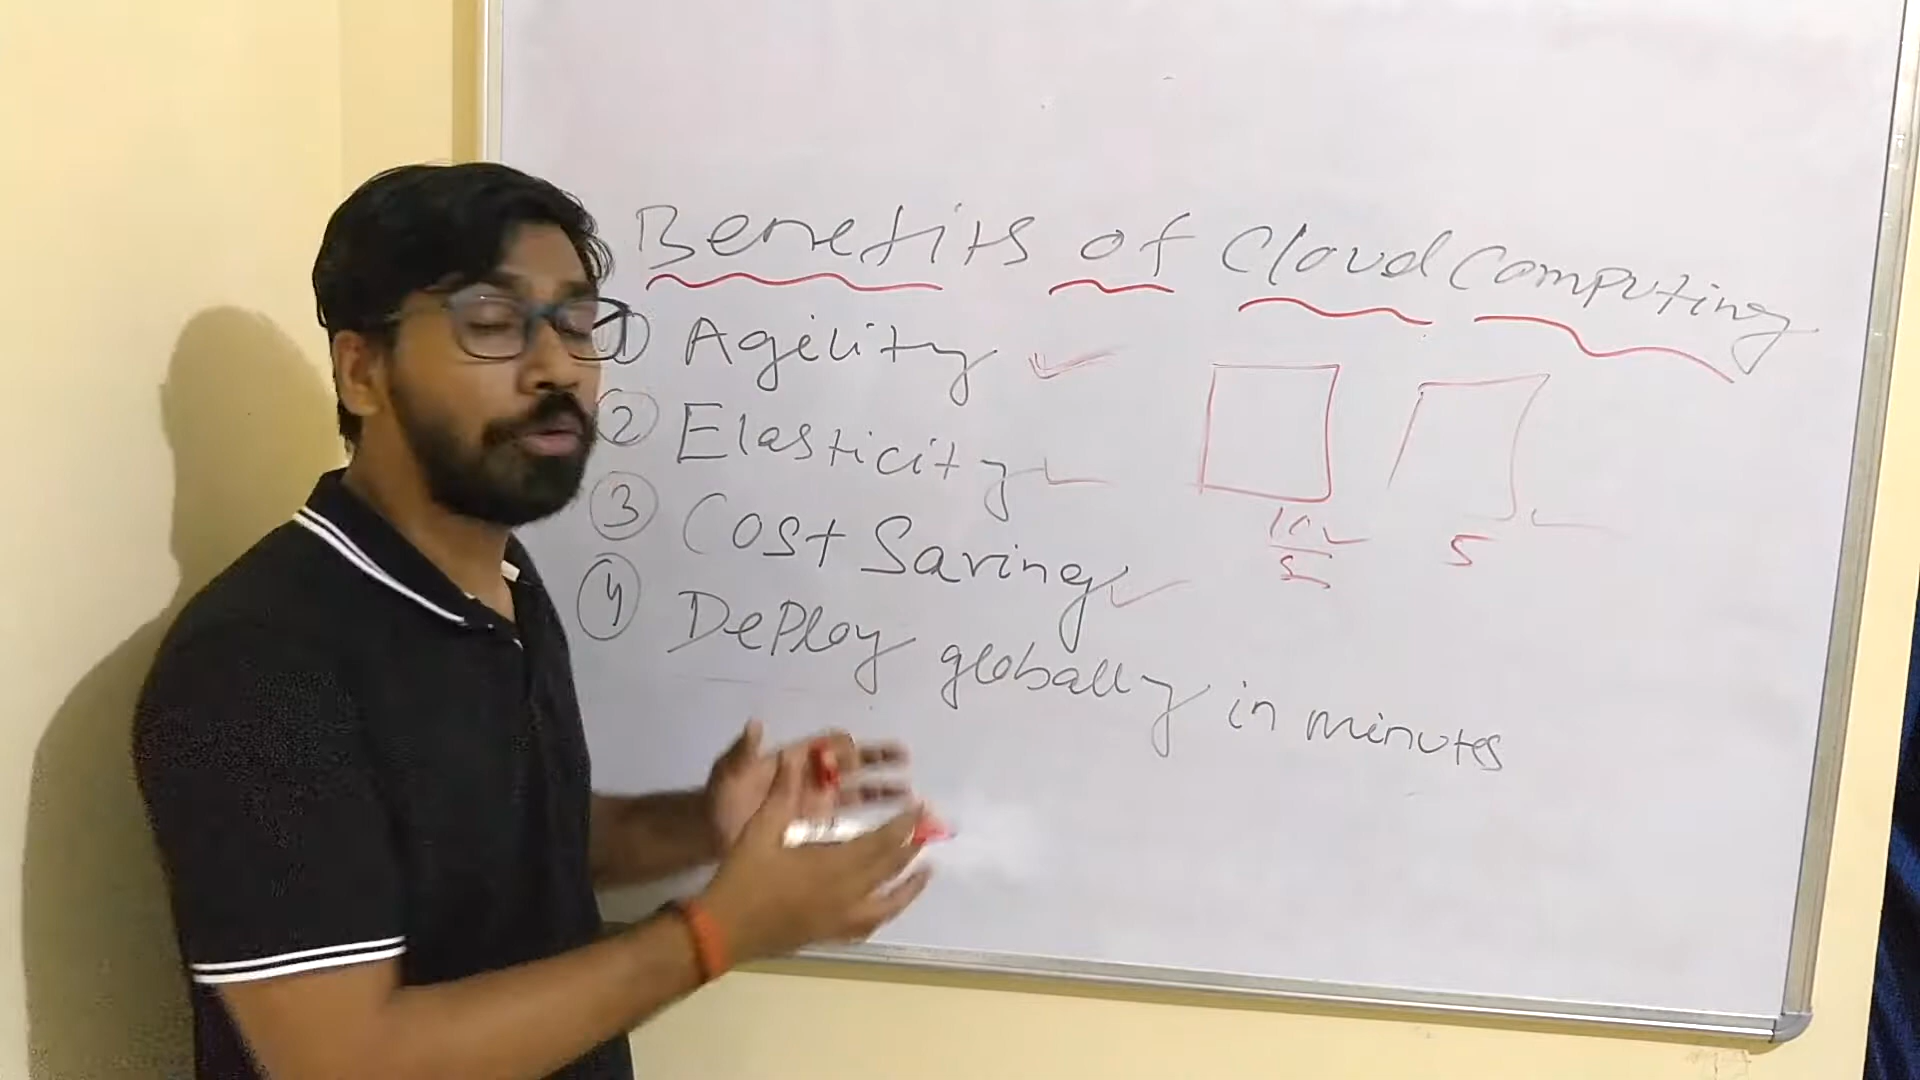 Benefits of Cloud Computing
① Agility
② Elasticity
③ Cost Saving
④ DePloy globally in minutes
5